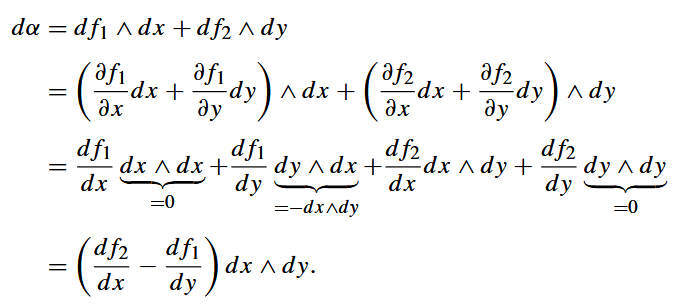 dα = df₁ ∧ dx + df₂ ∧ dy
= (∂f₁/∂x dx + ∂f₁/∂y dy) ∧ dx + (∂f₂/∂x dx + ∂f₂/∂y dy) ∧ dy
= df₁/dx dx ∧ dx + df₁/dy dy ∧ dx + df₂/dx dx ∧ dy + df₂/dy dy ∧ dy
=0 =−dx∧dy =0
= (df₂/dx − df₁/dy) dx ∧ dy.